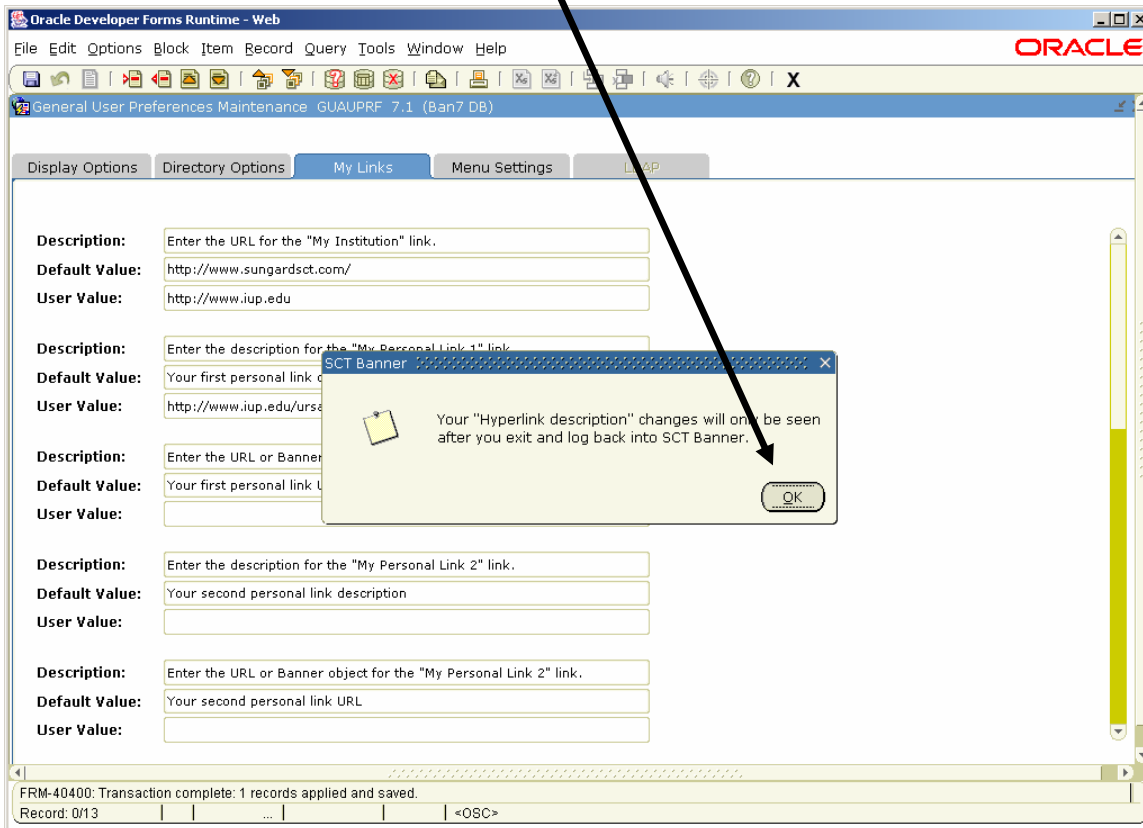 Oracle Developer Forms Runtime - Web
File Edit Options Block Item Record Query Tools Window Help
ORACLE
General User Preferences Maintenance GUAUPRF 7.1 (Ban7 DB)
Display Options Directory Options My Links Menu Settings
Description: Enter the URL for the "My Institution" link.
Default Value: http://www.sungardsct.com/
User Value: http://www.iup.edu
Description: Enter the description for the "My Personal Link 1" link
Default Value: Your first personal link
User Value: http://www.iup.edu/ursa
SCT Banner
Your "Hyperlink description" changes will only be seen
after you exit and log back into SCT Banner.
OK
Description: Enter the URL or Banner
Default Value: Your first personal link
User Value:
Description: Enter the description for the "My Personal Link 2" link.
Default Value: Your second personal link description
User Value:
Description: Enter the URL or Banner object for the "My Personal Link 2" link.
Default Value: Your second personal link URL
User Value:
FRM-40400: Transaction complete: 1 records applied and saved.
Record: 0/13 ... <OSC>